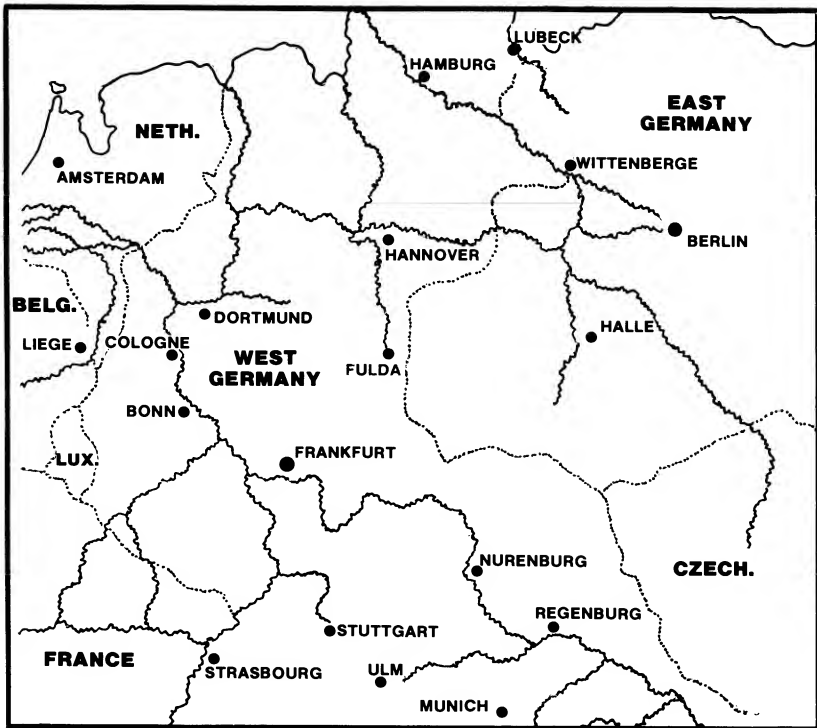 LUBECK
HAMBURG
EAST
GERMANY
NETH.
WITTENBERGE
AMSTERDAM
BERLIN
HANNOVER
BELG.
DORTMUND
HALLE
LIEGE
COLOGNE
WEST
GERMANY
FULDA
BONN
LUX.
FRANKFURT
NURENBURG
CZECH.
REGENBURG
STUTTGART
FRANCE
STRASBOURG
ULM
MUNICH